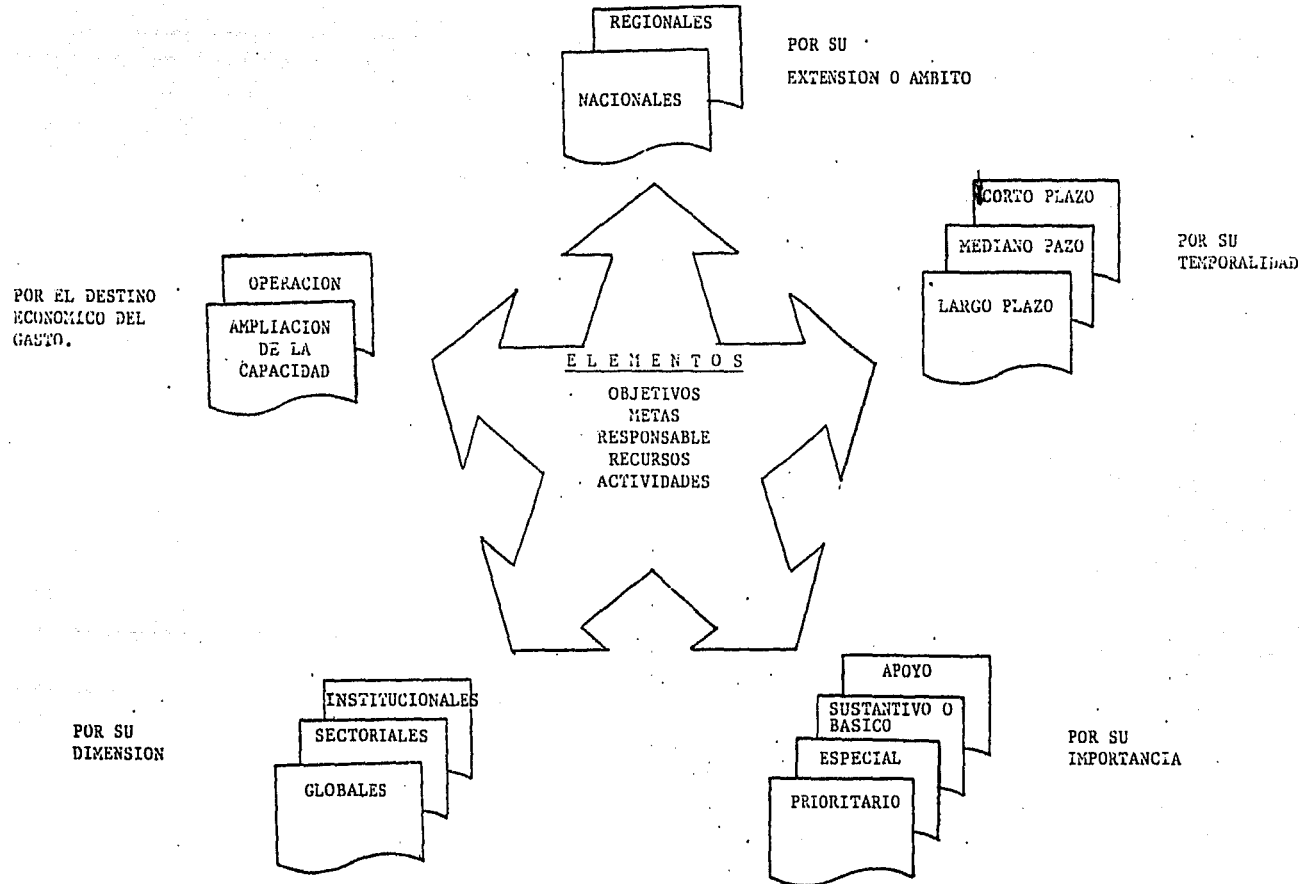 REGIONALES
NACIONALES
POR SU
EXTENSION O AMBITO
CORTO PLAZO
MEDIANO PAZO
LARGO PLAZO
POR SU
TEMPORALIDAD
OPERACION
AMPLIACION
DE LA
CAPACIDAD
POR EL DESTINO
ECONOMICO DEL
GASTO.
E L E M E N T O S
OBJETIVOS
METAS
RESPONSABLE
RECURSOS
ACTIVIDADES
INSTITUCIONALES
SECTORIALES
GLOBALES
POR SU
DIMENSION
APOYO
SUSTANTIVO O
BASICO
ESPECIAL
PRIORITARIO
POR SU
IMPORTANCIA